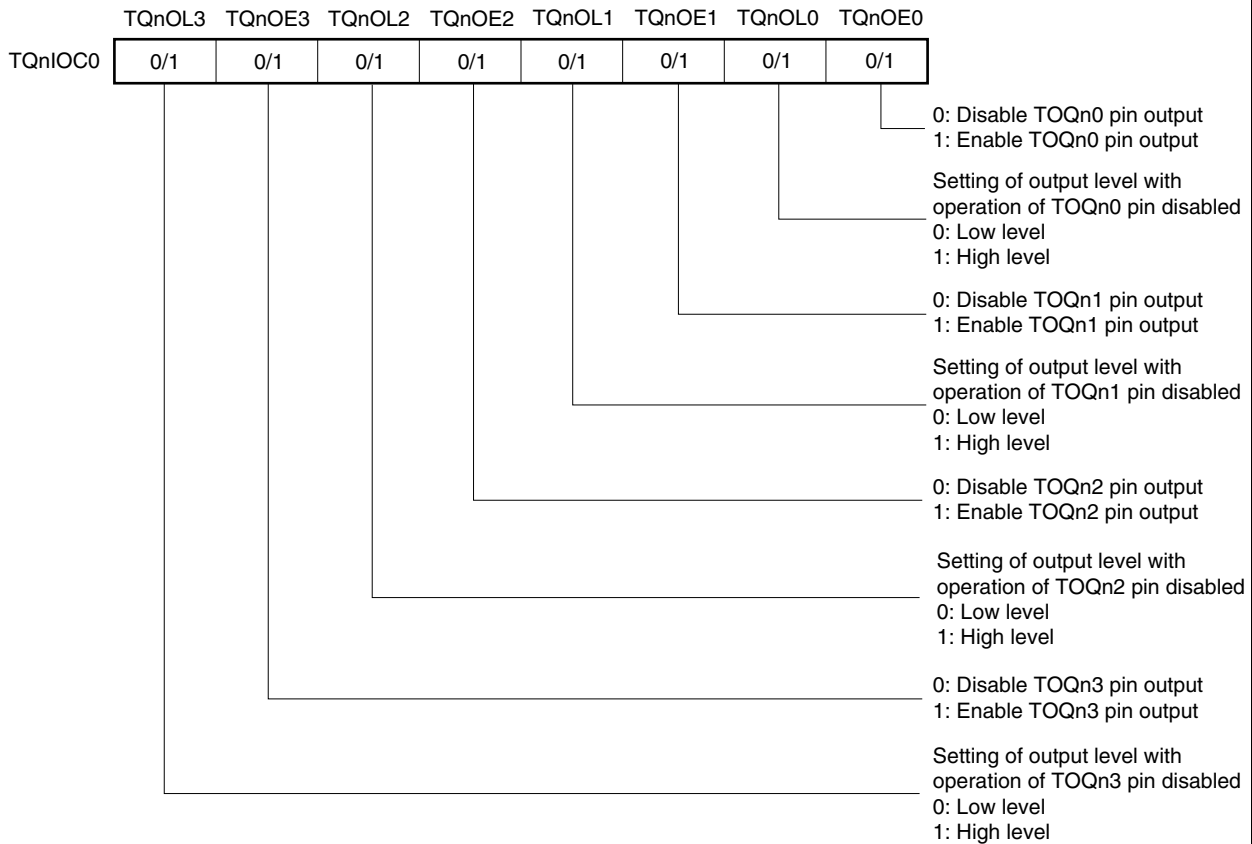 TQnOL3 TQnOE3 TQnOL2 TQnOE2 TQnOL1 TQnOE1 TQnOL0 TQnOE0
TQnIOC0 0/1 0/1 0/1 0/1 0/1 0/1 0/1 0/1
0: Disable TOQn0 pin output
1: Enable TOQn0 pin output
Setting of output level with
operation of TOQn0 pin disabled
0: Low level
1: High level
0: Disable TOQn1 pin output
1: Enable TOQn1 pin output
Setting of output level with
operation of TOQn1 pin disabled
0: Low level
1: High level
0: Disable TOQn2 pin output
1: Enable TOQn2 pin output
Setting of output level with
operation of TOQn2 pin disabled
0: Low level
1: High level
0: Disable TOQn3 pin output
1: Enable TOQn3 pin output
Setting of output level with
operation of TOQn3 pin disabled
0: Low level
1: High level